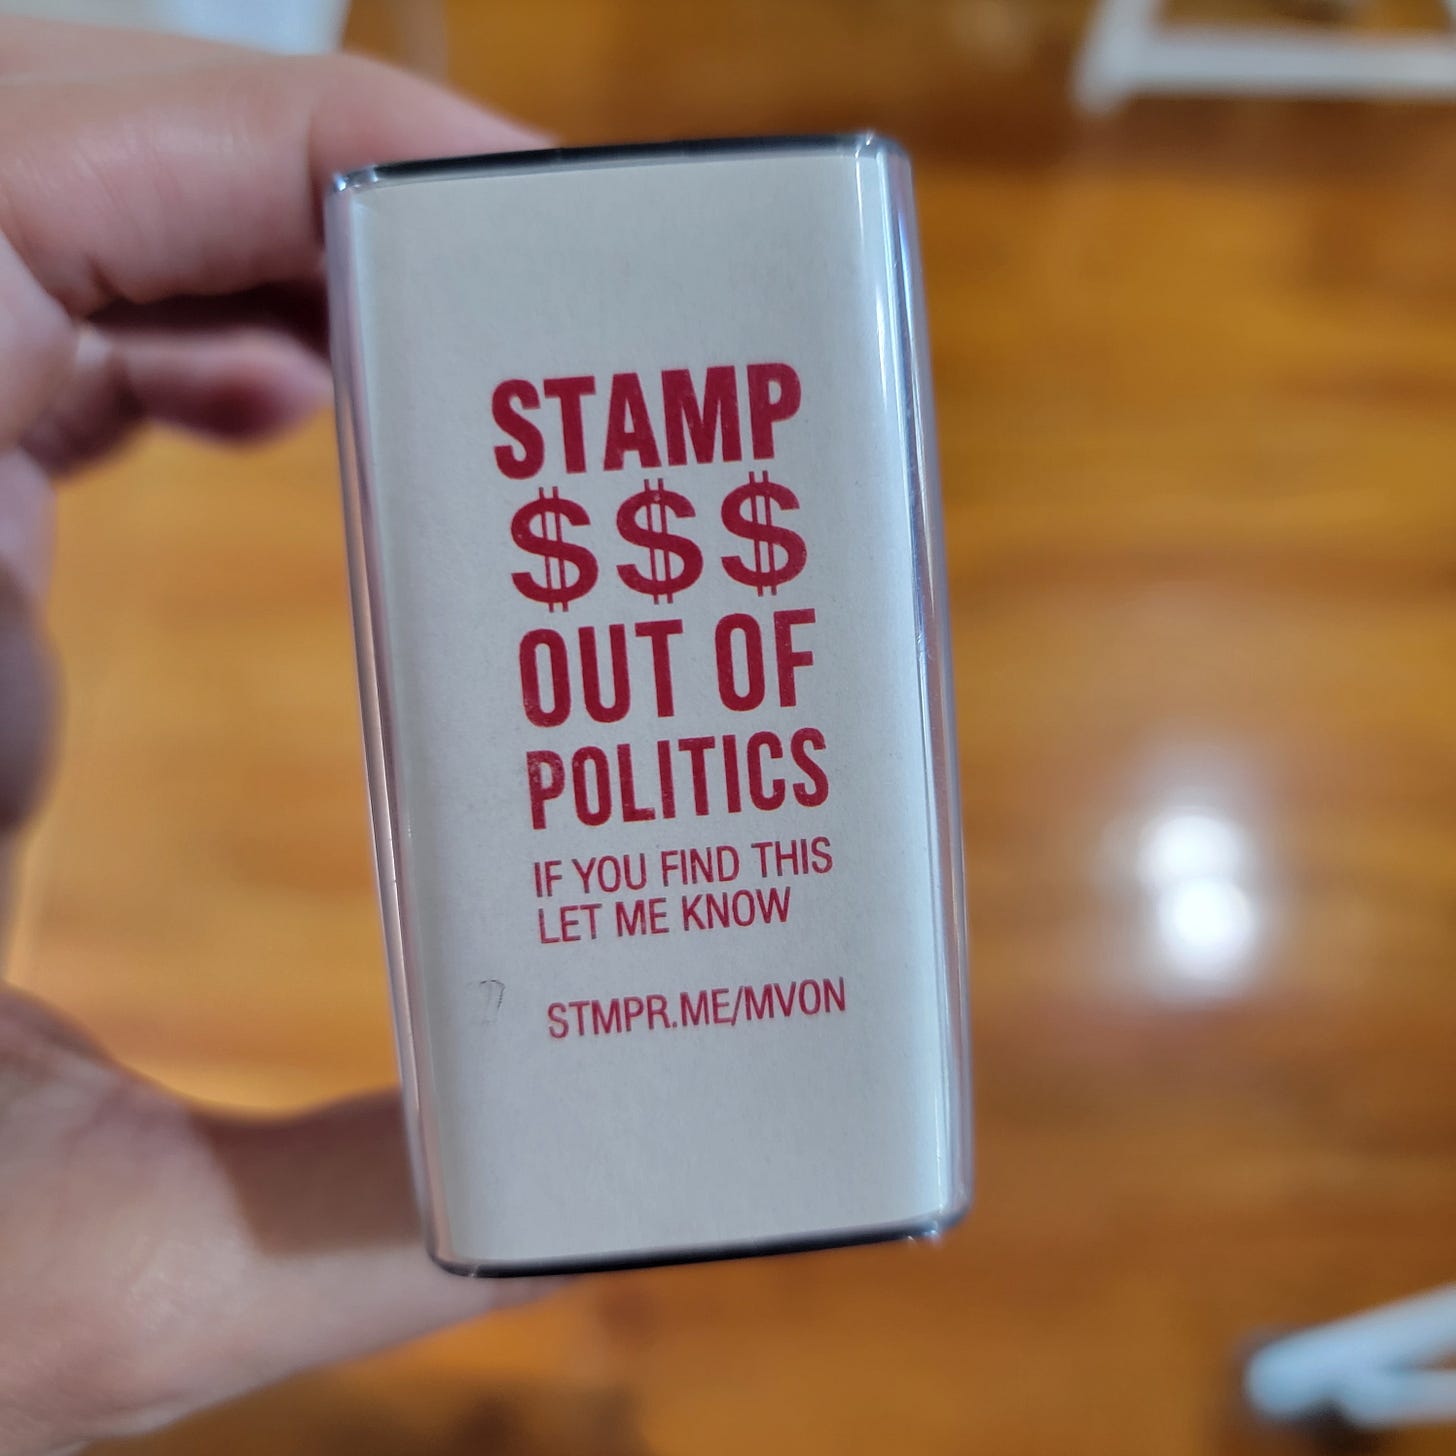 STAMP
$$$
OUT OF
POLITICS
IF YOU FIND THIS
LET ME KNOW
STMPR.ME/MVON